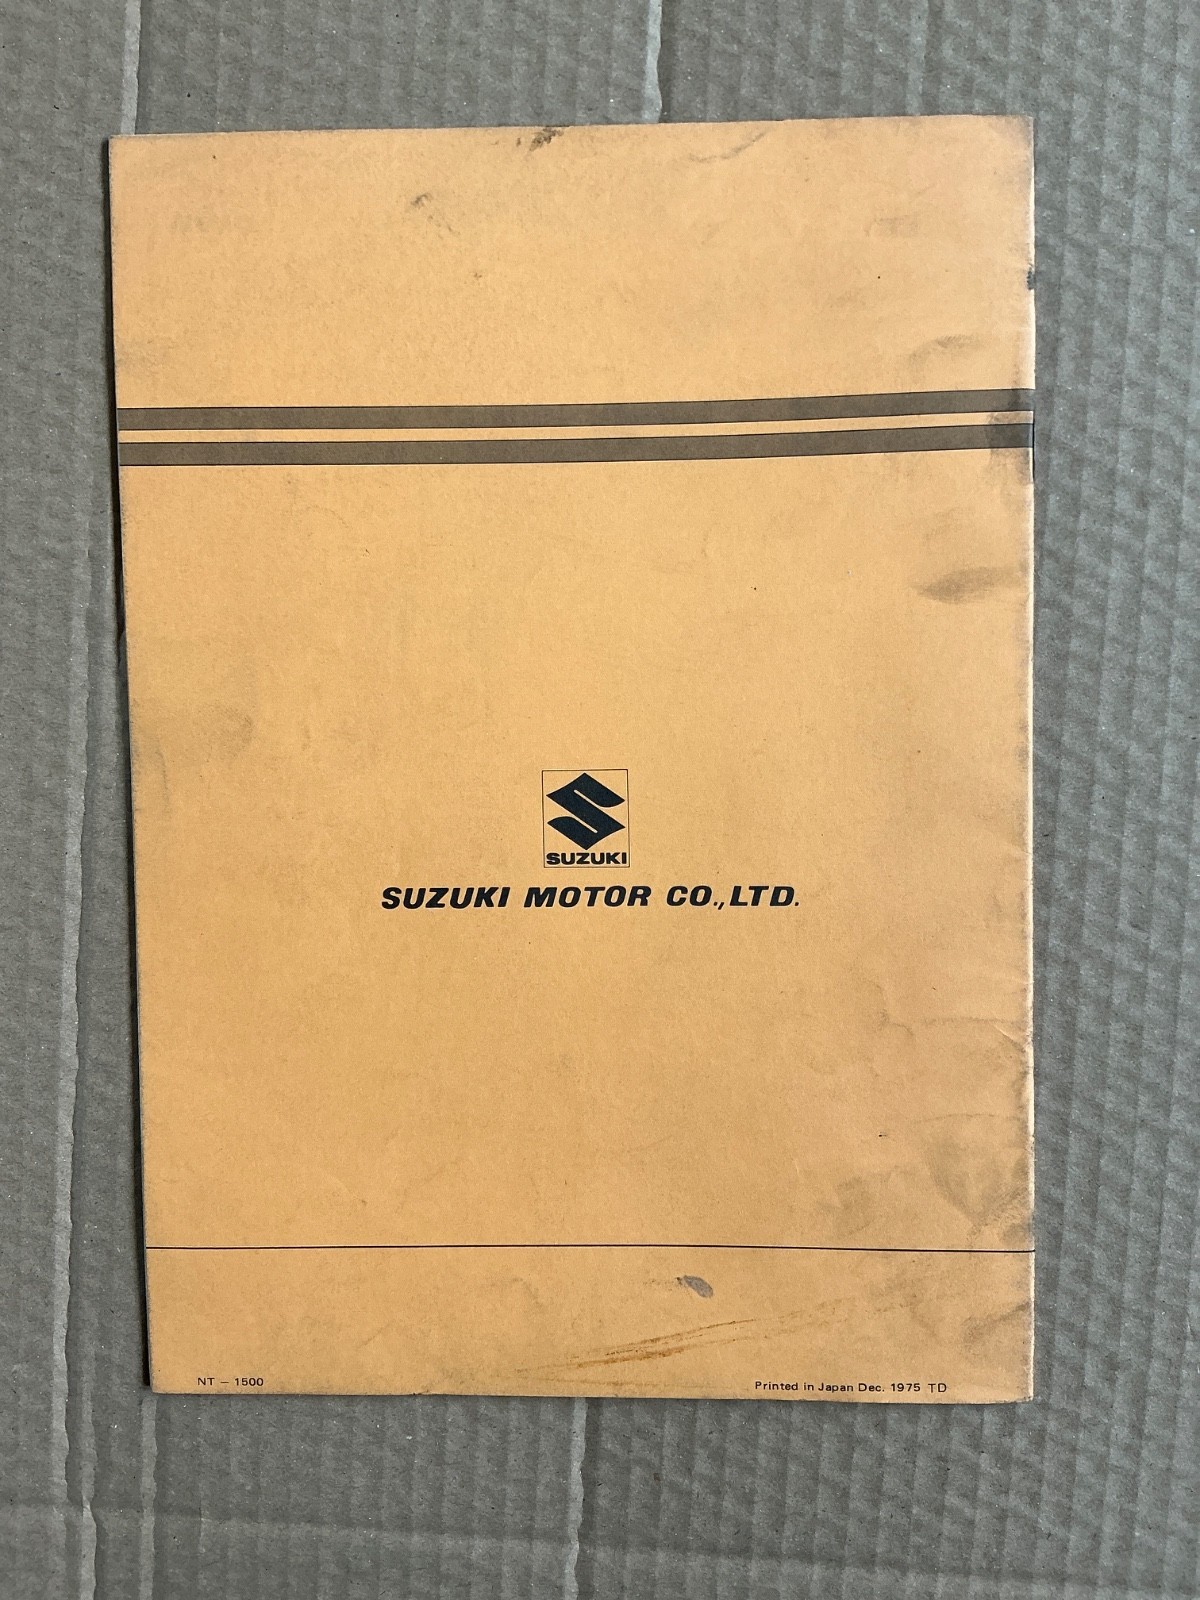 SUZUKI
SUZUKI MOTOR CO., LTD.
NT – 1500
Printed in Japan Dec. 1975 TD